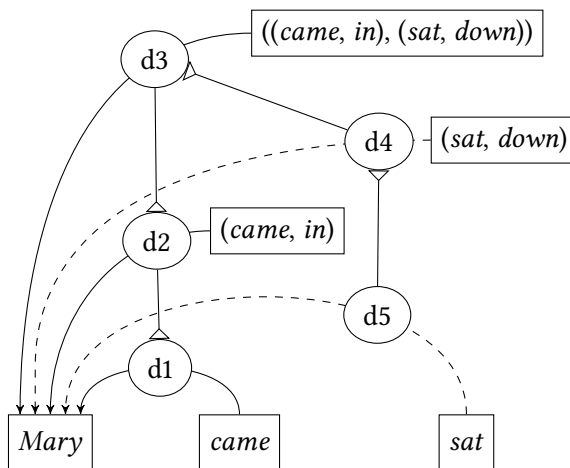 d3
((came, in), (sat, down))
d4
(sat, down)
d2
(came, in)
d5
d1
Mary
came
sat